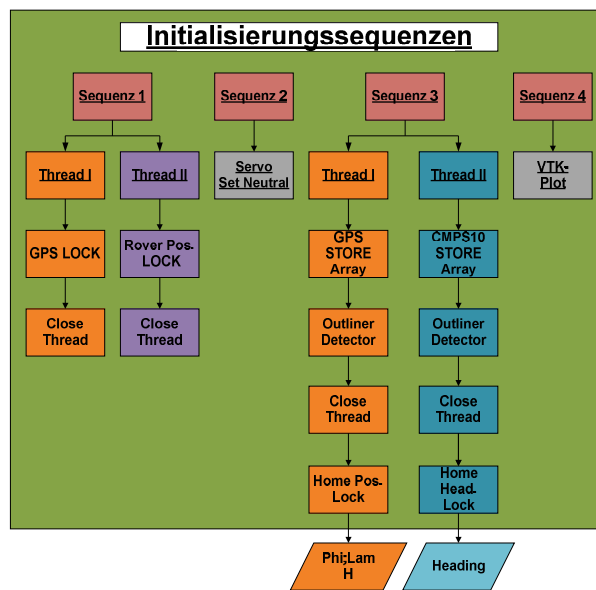 Initialisierungssequenzen
Sequenz 1
Sequenz 2
Sequenz 3
Sequenz 4
Thread I
Thread II
Servo
Set Neutral
Thread I
Thread II
VTK-
Plot
GPS LOCK
Rover Pos-
LOCK
GPS
STORE
Array
CMPS10
STORE
Array
Close
Thread
Close
Thread
Outliner
Detector
Outliner
Detector
Close
Thread
Close
Thread
Home Pos-
Lock
Home
Head-
Lock
Phi;Lam
H
Heading